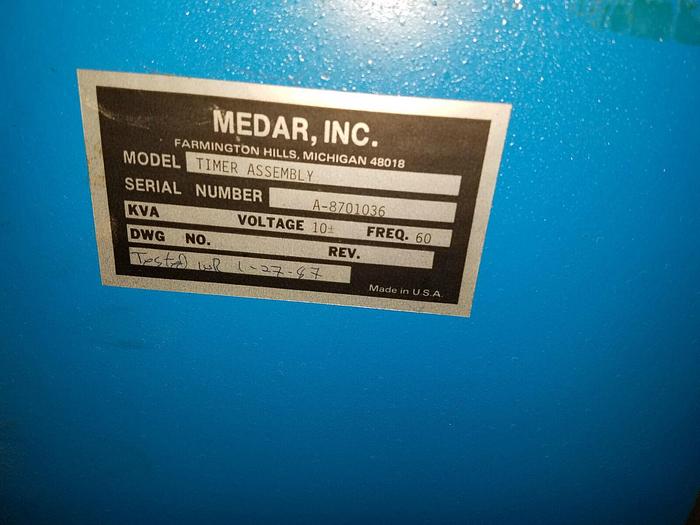 MEDAR, INC.
FARMINGTON HILLS, MICHIGAN 48018
MODEL TIMER ASSEMBLY
SERIAL NUMBER A-8701036
KVA VOLTAGE 10± FREQ. 60
DWG NO. REV.
Tested 1-27-87
Made in U.S.A.